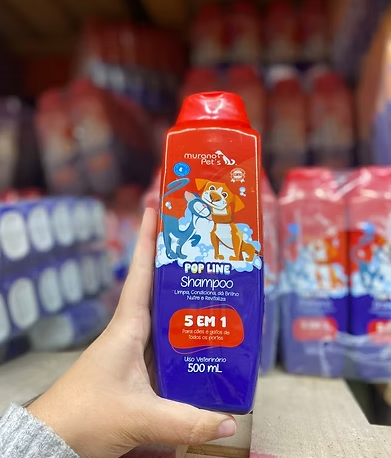 murano
Pet's
POP LINE
Shampoo
Limpa, Condiciona, dá Brilho
Nutre e Revitaliza
5 EM 1
Para cães e gatos de
todos os portes
Uso Veterinário
500 mL